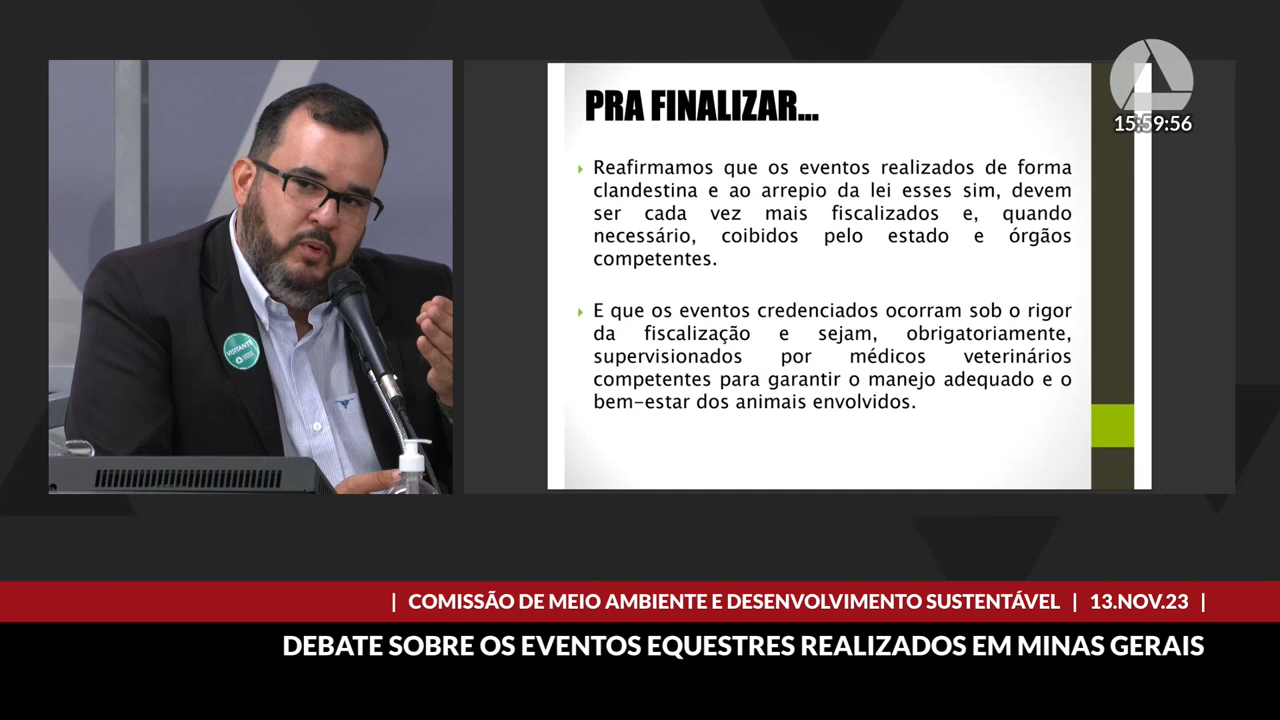 PRA FINALIZAR...
15:59:56
Reafirmamos que os eventos realizados de forma
clandestina e ao arrepio da lei esses sim, devem
ser cada vez mais fiscalizados e, quando
necessário, coibidos pelo estado e órgãos
competentes.
E que os eventos credenciados ocorram sob o rigor
da fiscalização e sejam, obrigatoriamente,
supervisionados por médicos veterinários
competentes para garantir o manejo adequado e o
bem-estar dos animais envolvidos.
VISITANTE
| COMISSÃO DE MEIO AMBIENTE E DESENVOLVIMENTO SUSTENTÁVEL | 13.NOV.23 |
DEBATE SOBRE OS EVENTOS EQUESTRES REALIZADOS EM MINAS GERAIS